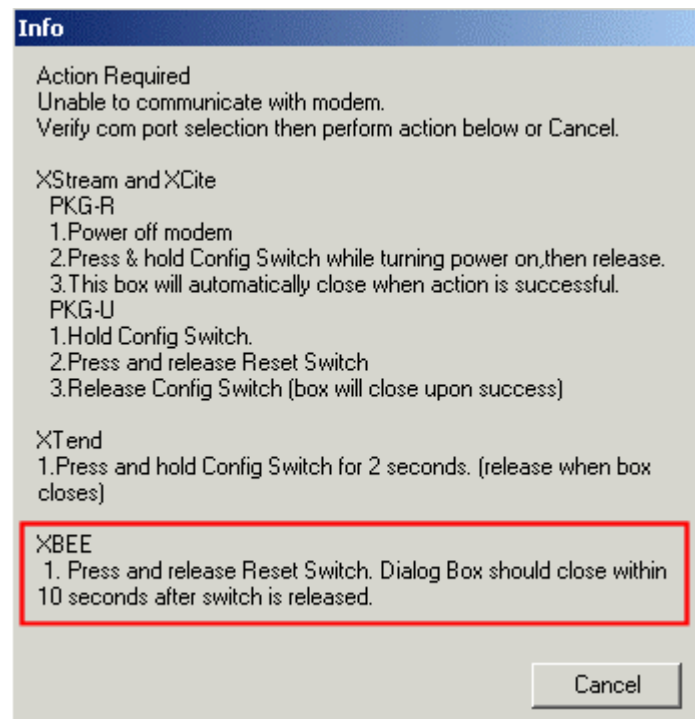 Info
Action Required
Unable to communicate with modem.
Verify com port selection then perform action below or Cancel.
XStream and XCite
PKG-R
1.Power off modem
2.Press & hold Config Switch while turning power on,then release.
3.This box will automatically close when action is successful.
PKG-U
1.Hold Config Switch.
2.Press and release Reset Switch
3.Release Config Switch (box will close upon success)
XTend
1.Press and hold Config Switch for 2 seconds. (release when box
closes)
XBEE
1. Press and release Reset Switch. Dialog Box should close within
10 seconds after switch is released.
Cancel